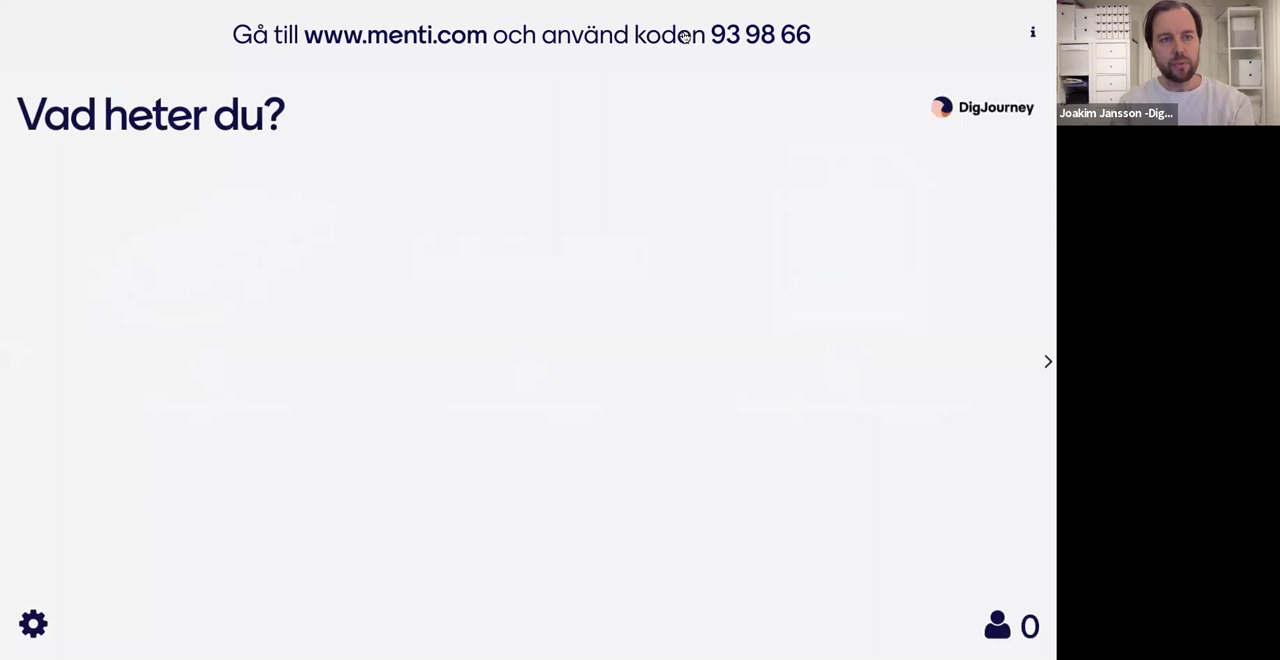 Gå till www.menti.com och använd koden 93 98 66
Vad heter du?
DigJourney
Joakim Jansson -Dig...
0